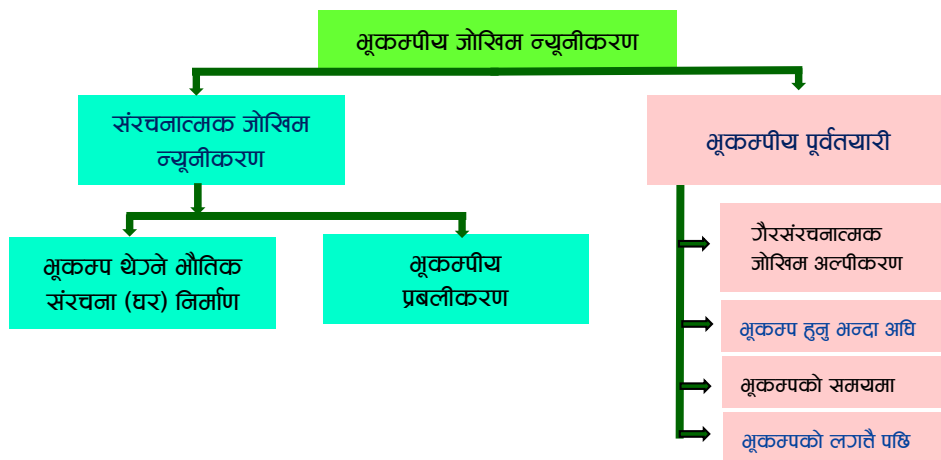 भूकम्पीय जोखिम न्यूनीकरण
संरचनात्मक जोखिम
न्यूनीकरण
भूकम्प थेग्ने भौतिक
संरचना (घर) निर्माण
भूकम्पीय
प्रबलीकरण
भूकम्पीय पूर्वतयारी
गैरसंरचनात्मक
जोखिम अल्पीकरण
भूकम्प हुनु भन्दा अघि
भूकम्पको समयमा
भूकम्पको लगत्तै पछि